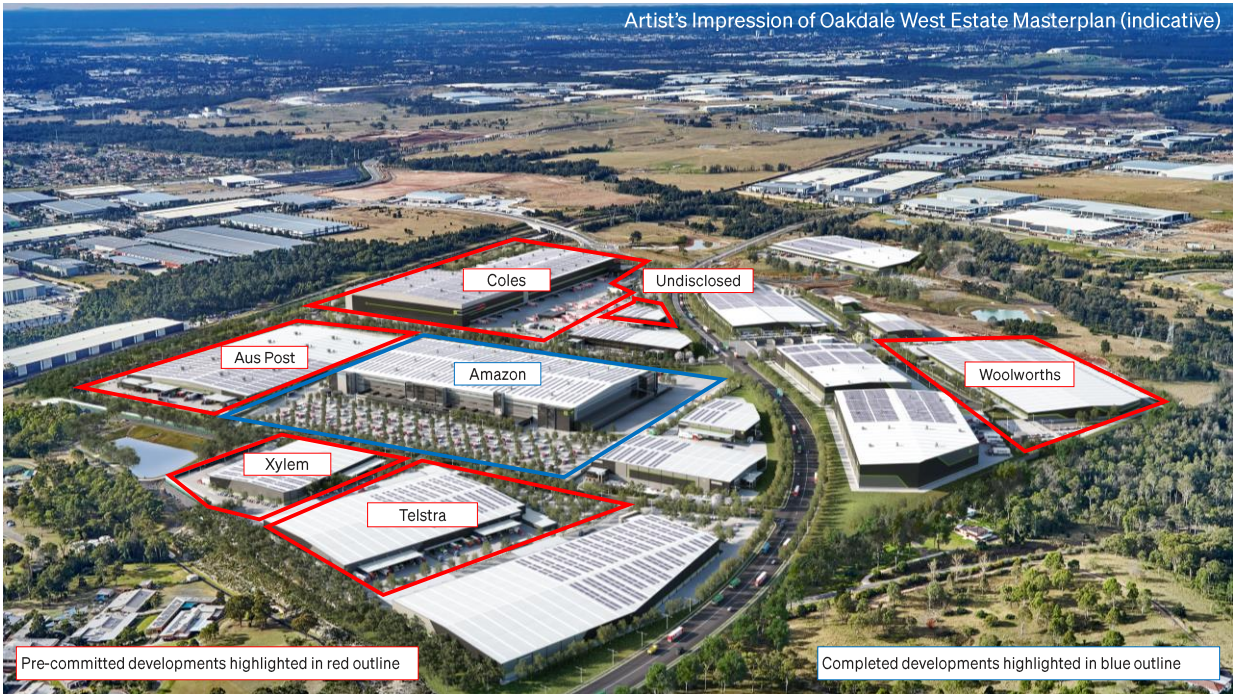 Artist's Impression of Oakdale West Estate Masterplan (indicative)
Coles
Undisclosed
Aus Post
Amazon
Woolworths
Xylem
Telstra
Pre-committed developments highlighted in red outline
Completed developments highlighted in blue outline